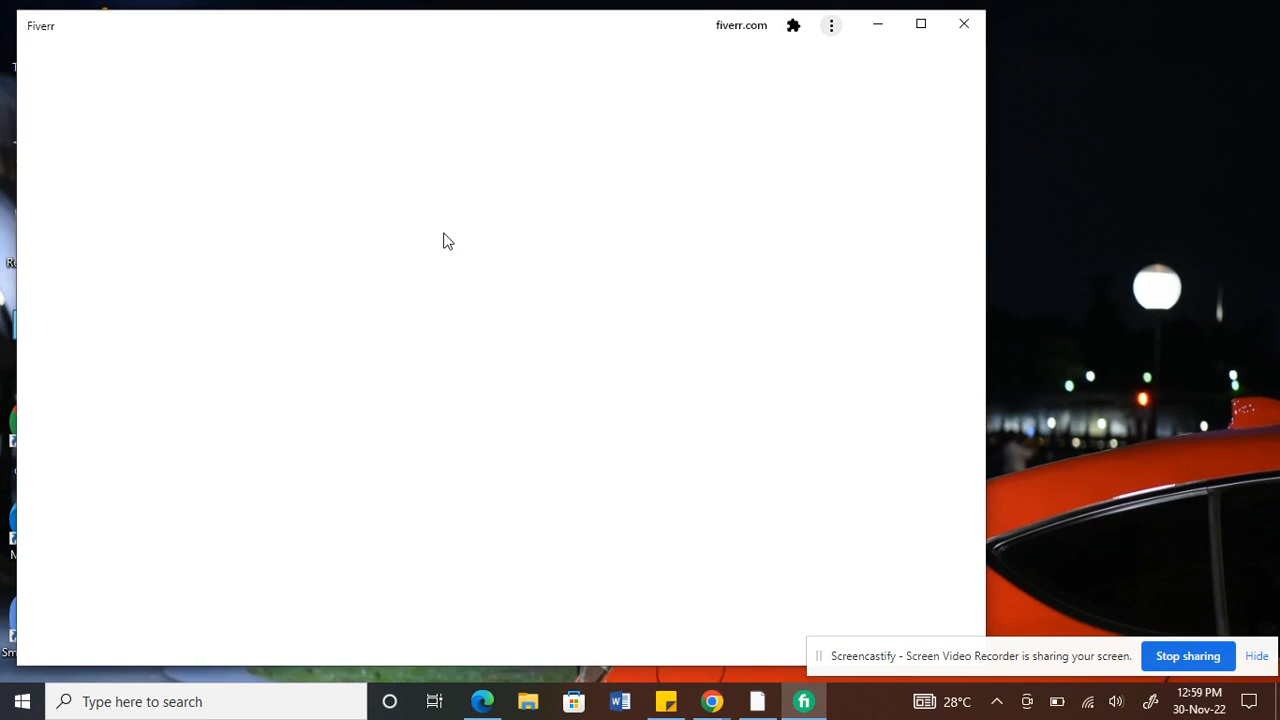 Fiverr
fiverr.com
Screencastify - Screen Video Recorder is sharing your screen.
Stop sharing
Hide
Type here to search
28°C
12:59 PM
30-Nov-22